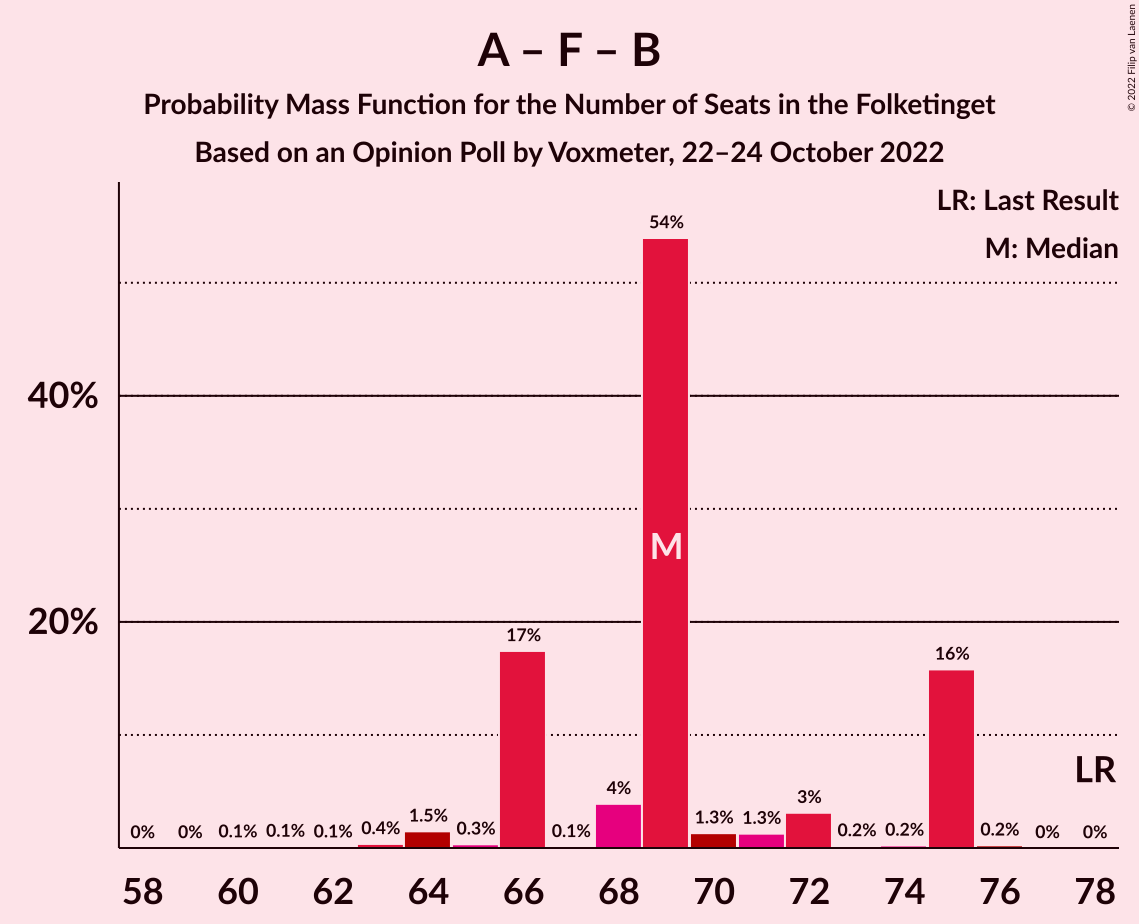 A – F – B
Probability Mass Function for the Number of Seats in the Folketinget
Based on an Opinion Poll by Voxmeter, 22–24 October 2022
© 2022 Filip van Laenen
LR: Last Result
M: Median
54%
40%
M
20%
17%
16%
LR
0%
0%
0.1%
0.1%
0.1%
0.4%
1.5%
0.3%
0.1%
4%
1.3%
1.3%
3%
0.2%
0.2%
0.2%
0%
0%
58 60 62 64 66 68 70 72 74 76 78